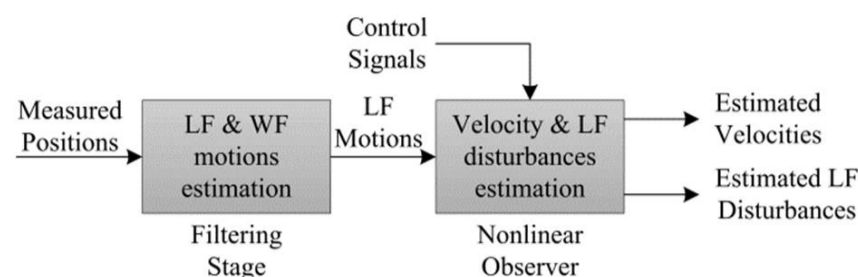 Control
Signals
Measured
Positions
LF & WF
motions
estimation
LF
Motions
Velocity & LF
disturbances
estimation
Estimated
Velocities
Estimated LF
Disturbances
Filtering
Stage
Nonlinear
Observer